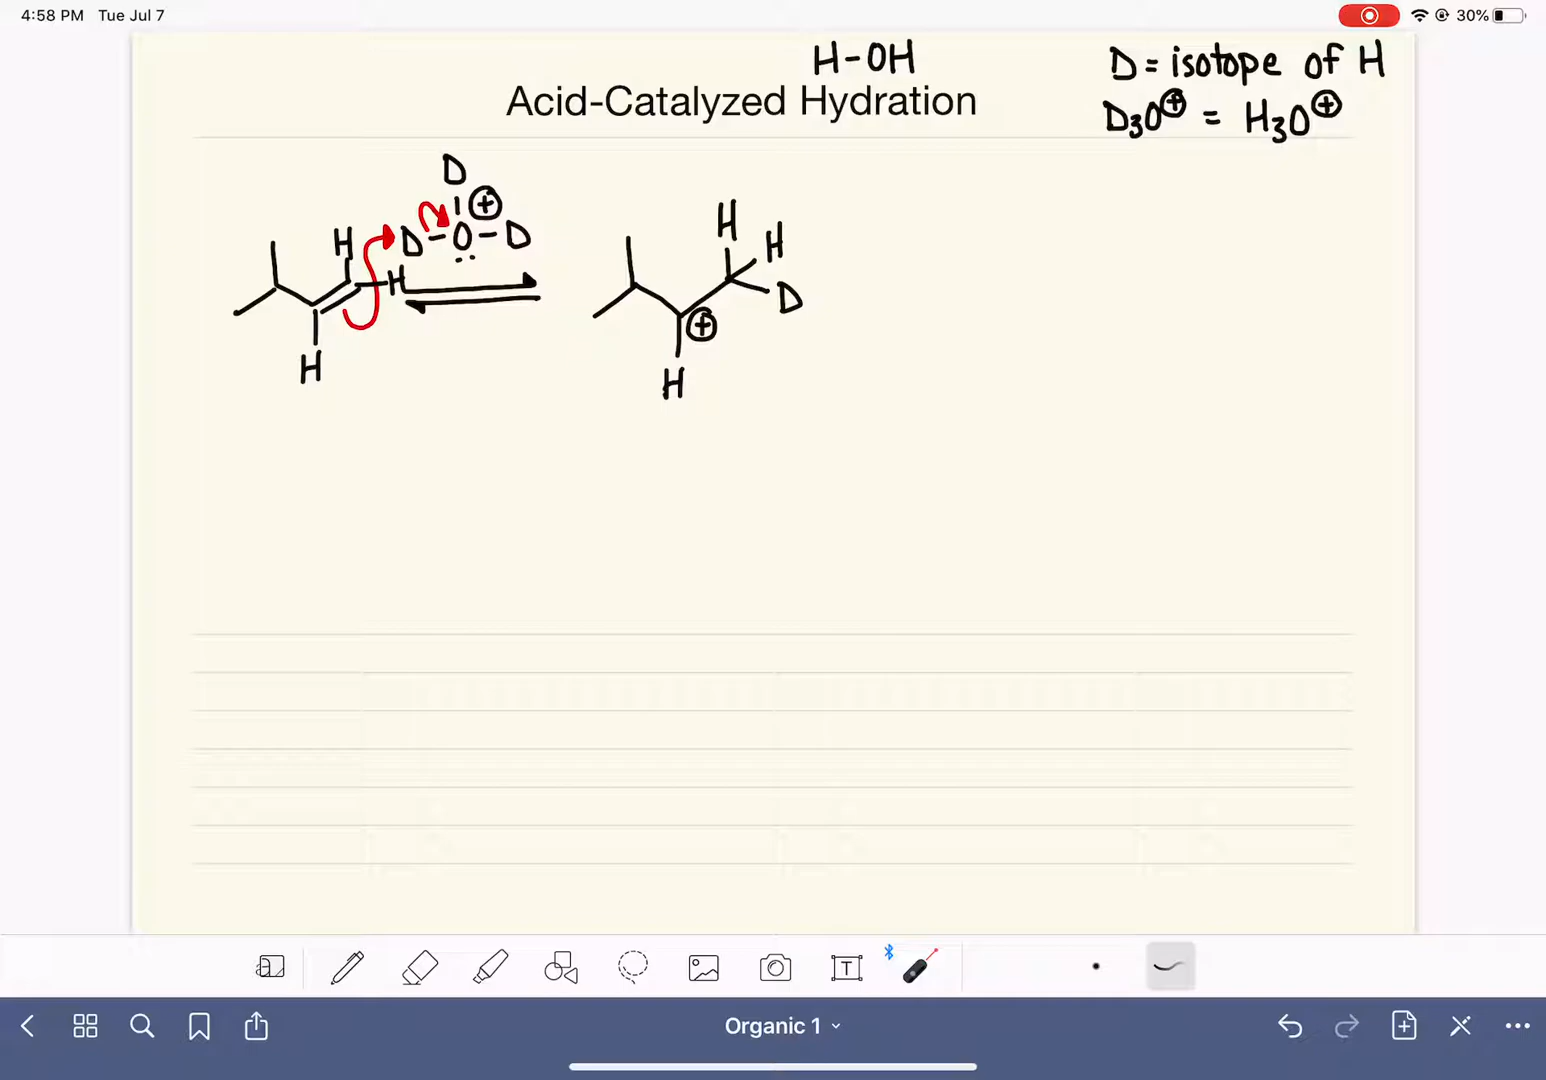 4:58 PM Tue Jul 7
30%
H-OH
D = isotope of H
Acid-Catalyzed Hydration
D₃O⊕ = H₃O⊕
D
⊕
H D-O-D
H
H
H
H
D
⊕
H
T
Organic 1